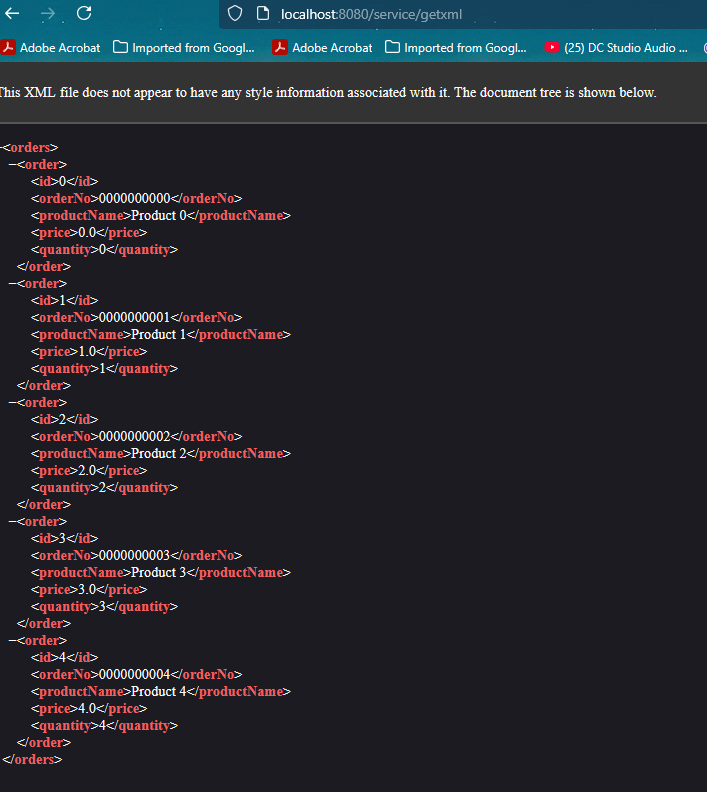 localhost:8080/service/getxml
Adobe Acrobat Imported from Googl... Adobe Acrobat Imported from Googl... (25) DC Studio Audio ...
This XML file does not appear to have any style information associated with it. The document tree is shown below.
−<orders>
−<order>
<id>0</id>
<orderNo>0000000000</orderNo>
<productName>Product 0</productName>
<price>0.0</price>
<quantity>0</quantity>
</order>
−<order>
<id>1</id>
<orderNo>0000000001</orderNo>
<productName>Product 1</productName>
<price>1.0</price>
<quantity>1</quantity>
</order>
−<order>
<id>2</id>
<orderNo>0000000002</orderNo>
<productName>Product 2</productName>
<price>2.0</price>
<quantity>2</quantity>
</order>
−<order>
<id>3</id>
<orderNo>0000000003</orderNo>
<productName>Product 3</productName>
<price>3.0</price>
<quantity>3</quantity>
</order>
−<order>
<id>4</id>
<orderNo>0000000004</orderNo>
<productName>Product 4</productName>
<price>4.0</price>
<quantity>4</quantity>
</order>
</orders>